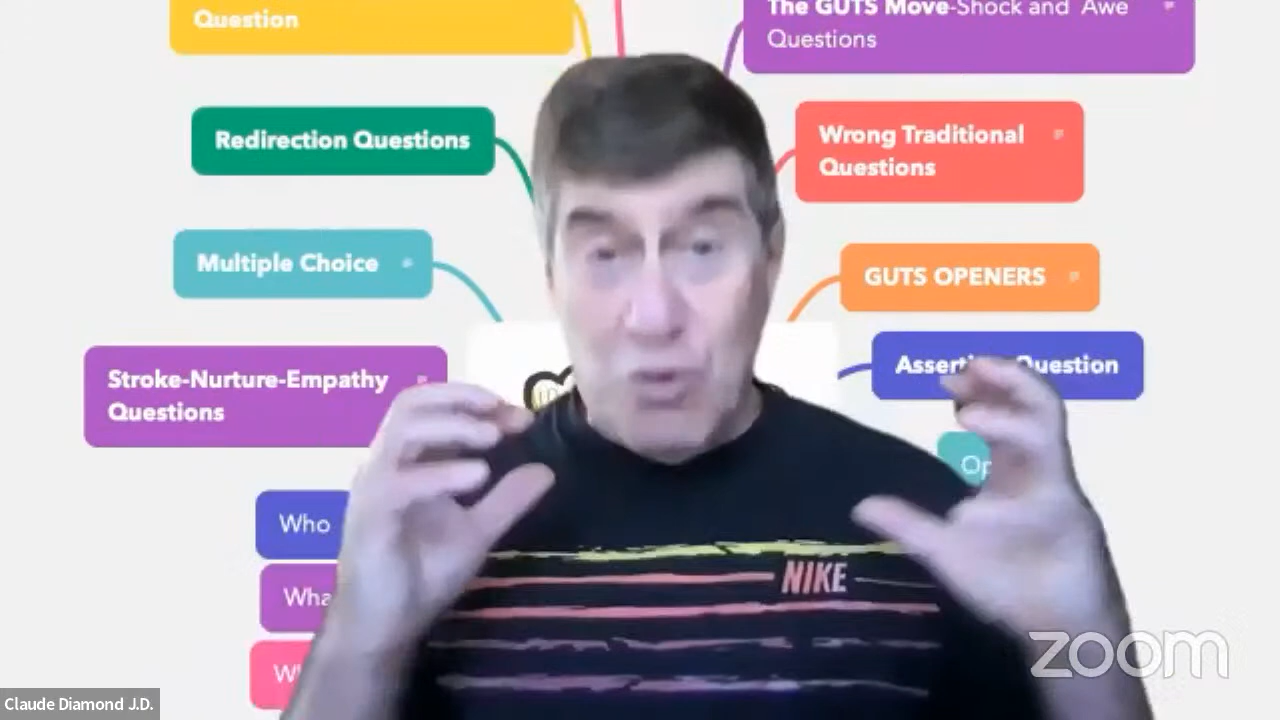 Question
The GUTS Move-Shock and Awe
Questions
Redirection Questions
Wrong Traditional
Questions
Multiple Choice
GUTS OPENERS
Stroke-Nurture-Empathy
Questions
Question
Who
NIKE
zoom
Claude Diamond J.D.